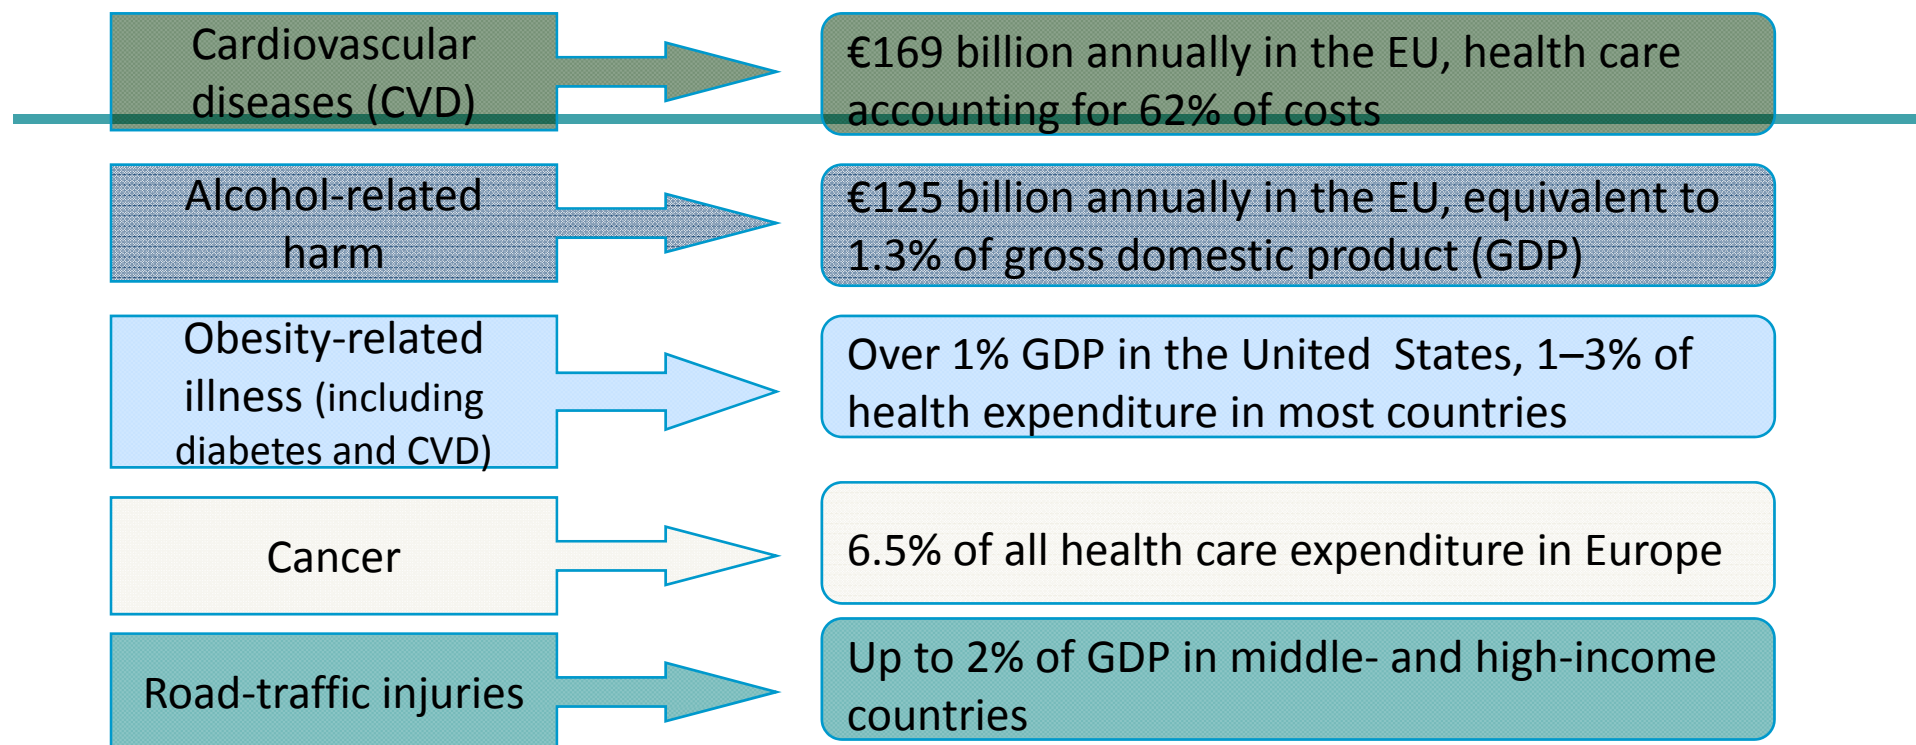 Cardiovascular
diseases (CVD)
€169 billion annually in the EU, health care
accounting for 62% of costs
Alcohol-related
harm
€125 billion annually in the EU, equivalent to
1.3% of gross domestic product (GDP)
Obesity-related
illness (including
diabetes and CVD)
Over 1% GDP in the United  States, 1–3% of
health expenditure in most countries
Cancer
6.5% of all health care expenditure in Europe
Road-traffic injuries
Up to 2% of GDP in middle- and high-income
countries